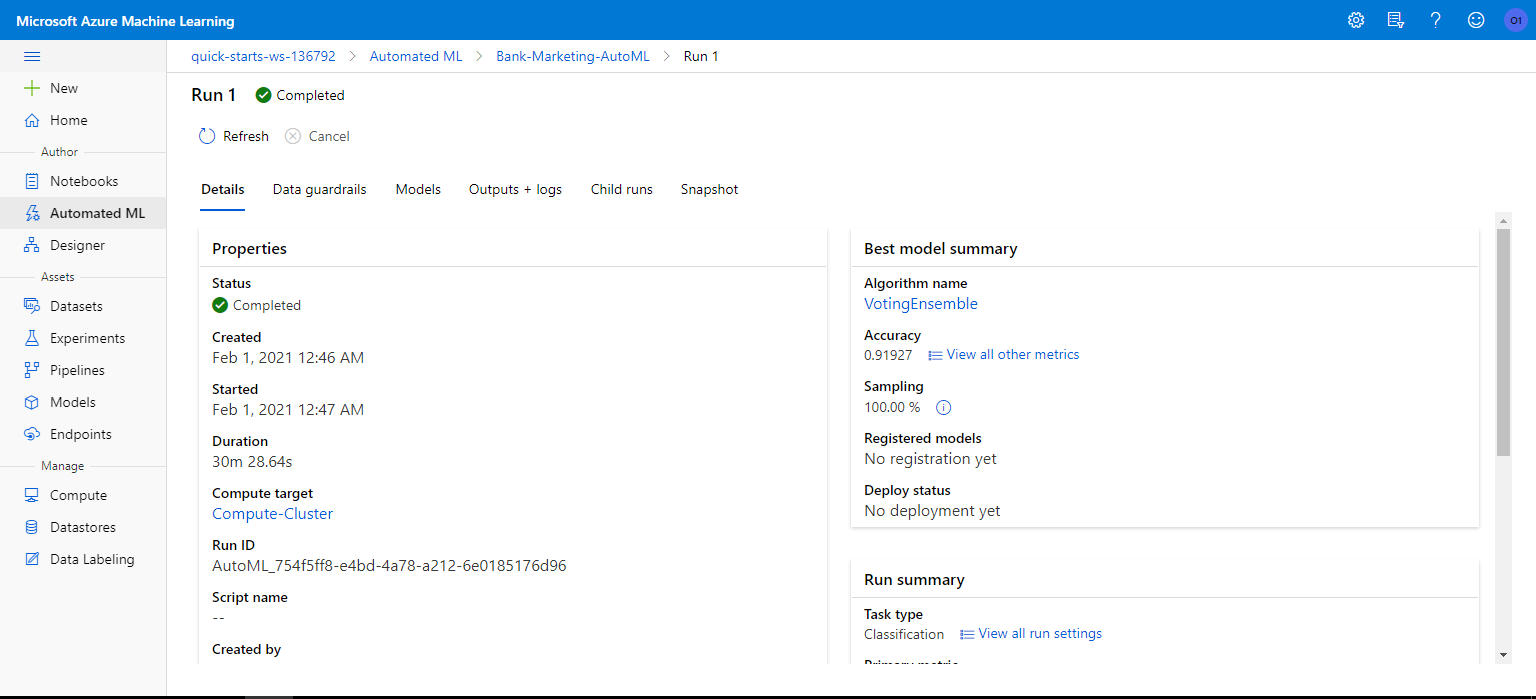 Microsoft Azure Machine Learning
?
O1
quick-starts-ws-136792 > Automated ML > Bank-Marketing-AutoML > Run 1
New
Home
Author
Notebooks
Automated ML
Designer
Assets
Datasets
Experiments
Pipelines
Models
Endpoints
Manage
Compute
Datastores
Data Labeling
Run 1 Completed
Refresh Cancel
Details Data guardrails Models Outputs + logs Child runs Snapshot
Properties
Status
Completed
Created
Feb 1, 2021 12:46 AM
Started
Feb 1, 2021 12:47 AM
Duration
30m 28.64s
Compute target
Compute-Cluster
Run ID
AutoML_754f5ff8-e4bd-4a78-a212-6e0185176d96
Script name
--
Created by
Best model summary
Algorithm name
VotingEnsemble
Accuracy
0.91927 View all other metrics
Sampling
100.00 %
Registered models
No registration yet
Deploy status
No deployment yet
Run summary
Task type
Classification View all run settings
Primary metric